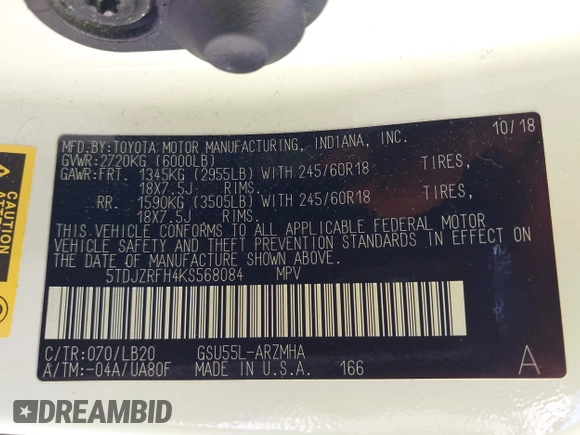 10/18
MFD.BY:TOYOTA MOTOR MANUFACTURING, INDIANA, INC.
GVWR:2720KG (6000LB)
GAWR:FRT. 1345KG (2955LB) WITH 245/60R18 TIRES,
18X7.5J RIMS.
RR. 1590KG (3505LB) WITH 245/60R18 TIRES,
18X7.5J RIMS.
THIS VEHICLE CONFORMS TO ALL APPLICABLE FEDERAL MOTOR
VEHICLE SAFETY AND THEFT PREVENTION STANDARDS IN EFFECT ON
THE DATE OF MANUFACTURE SHOWN ABOVE.
5TDJZRFH4KS568084 MPV
C/TR:070/LB20 GSU55L-ARZMHA
A/TM:-04A/UA80F MADE IN U.S.A. 166 A
CAUTION
DREAMBID